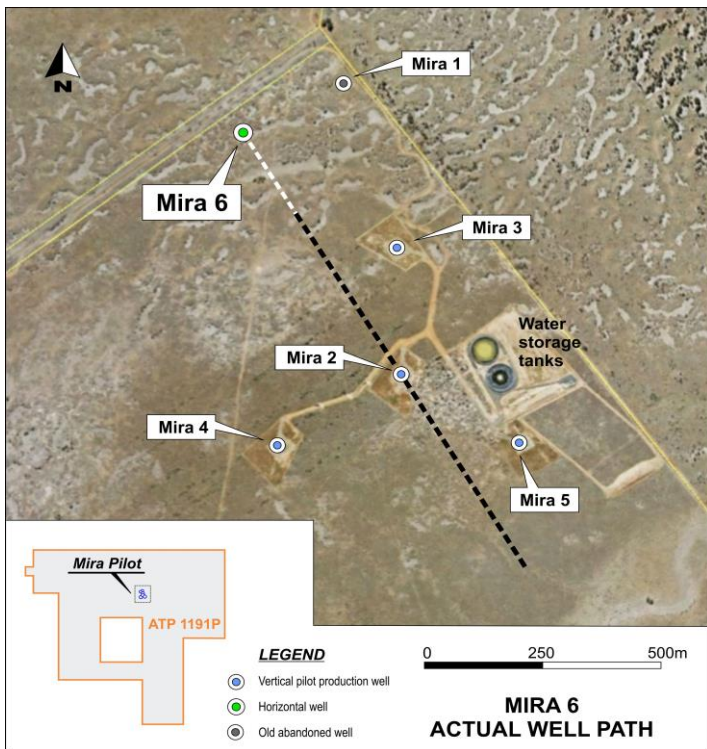 Mira 1
N
Mira 6
Mira 3
Water
storage
tanks
Mira 2
Mira 4
Mira 5
Mira Pilot
ATP 1191P
LEGEND
Vertical pilot production well
Horizontal well
Old abandoned well
0 250 500m
MIRA 6
ACTUAL WELL PATH